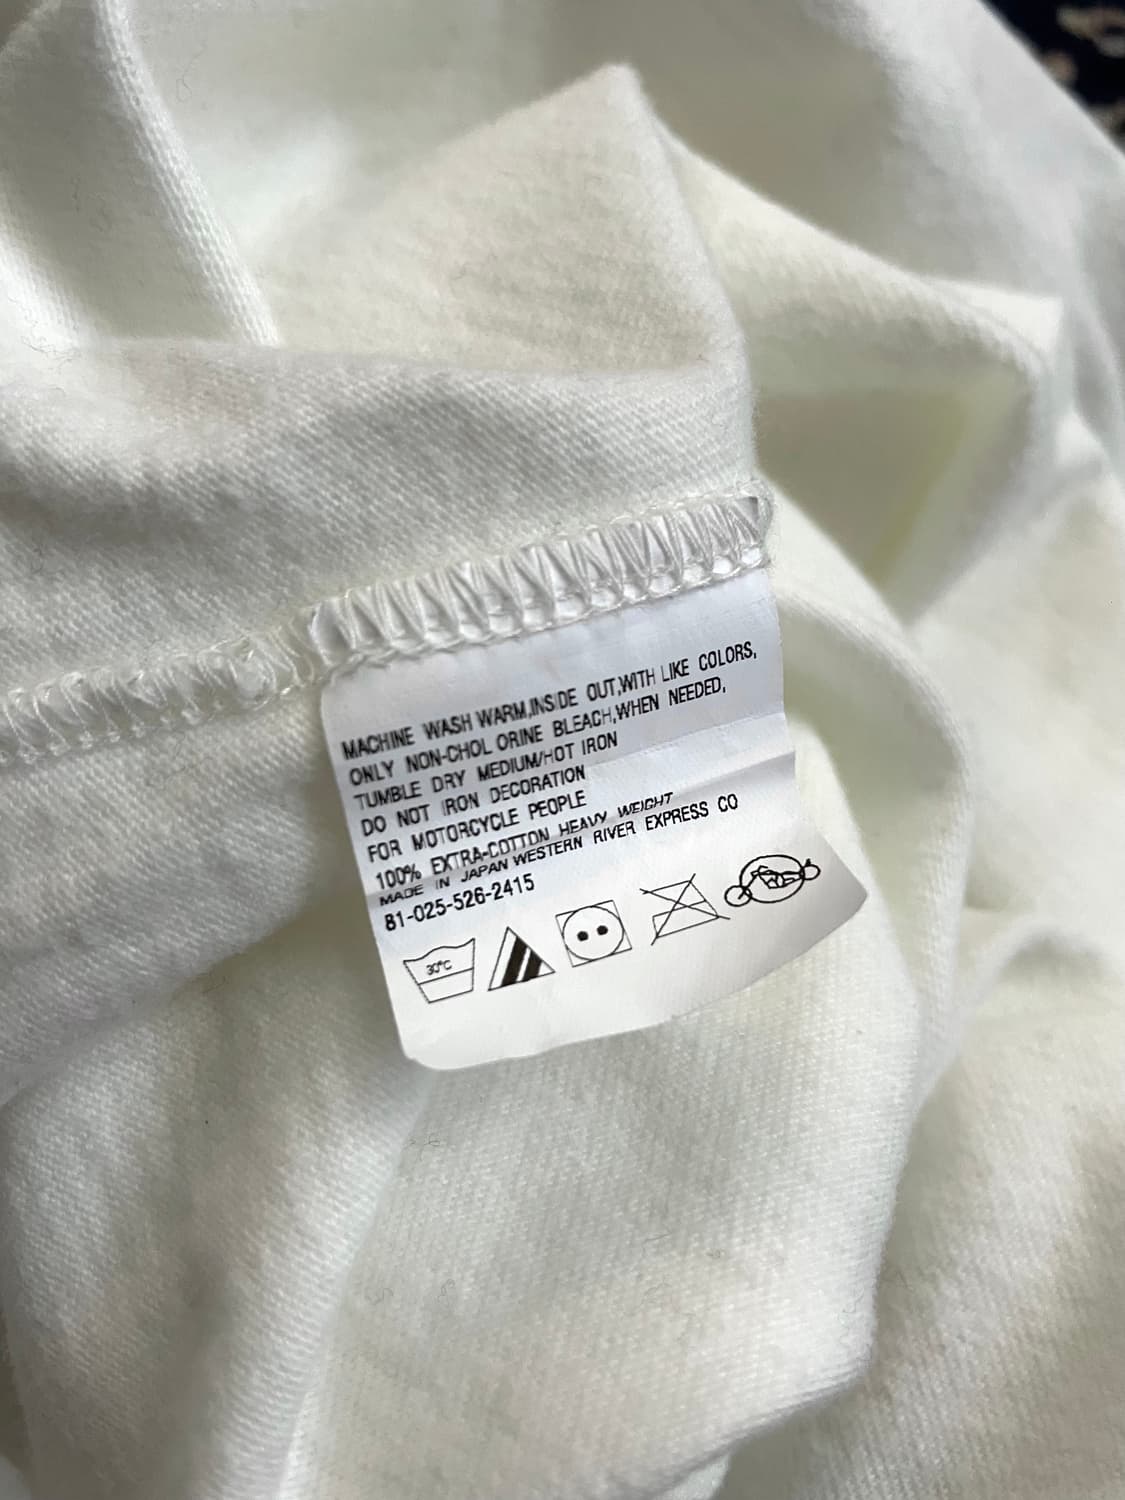 MACHINE WASH WARM,INSIDE OUT,WITH LIKE COLORS,
ONLY NON-CHOL ORINE BLEACH,WHEN NEEDED,
TUMBLE DRY MEDIUM/HOT IRON
DO NOT IRON DECORATION
FOR MOTORCYCLE PEOPLE
100% EXTRA-COTTON HEAVY WEIGHT
MADE IN JAPAN WESTERN RIVER EXPRESS CO
81-025-526-2415
30°C